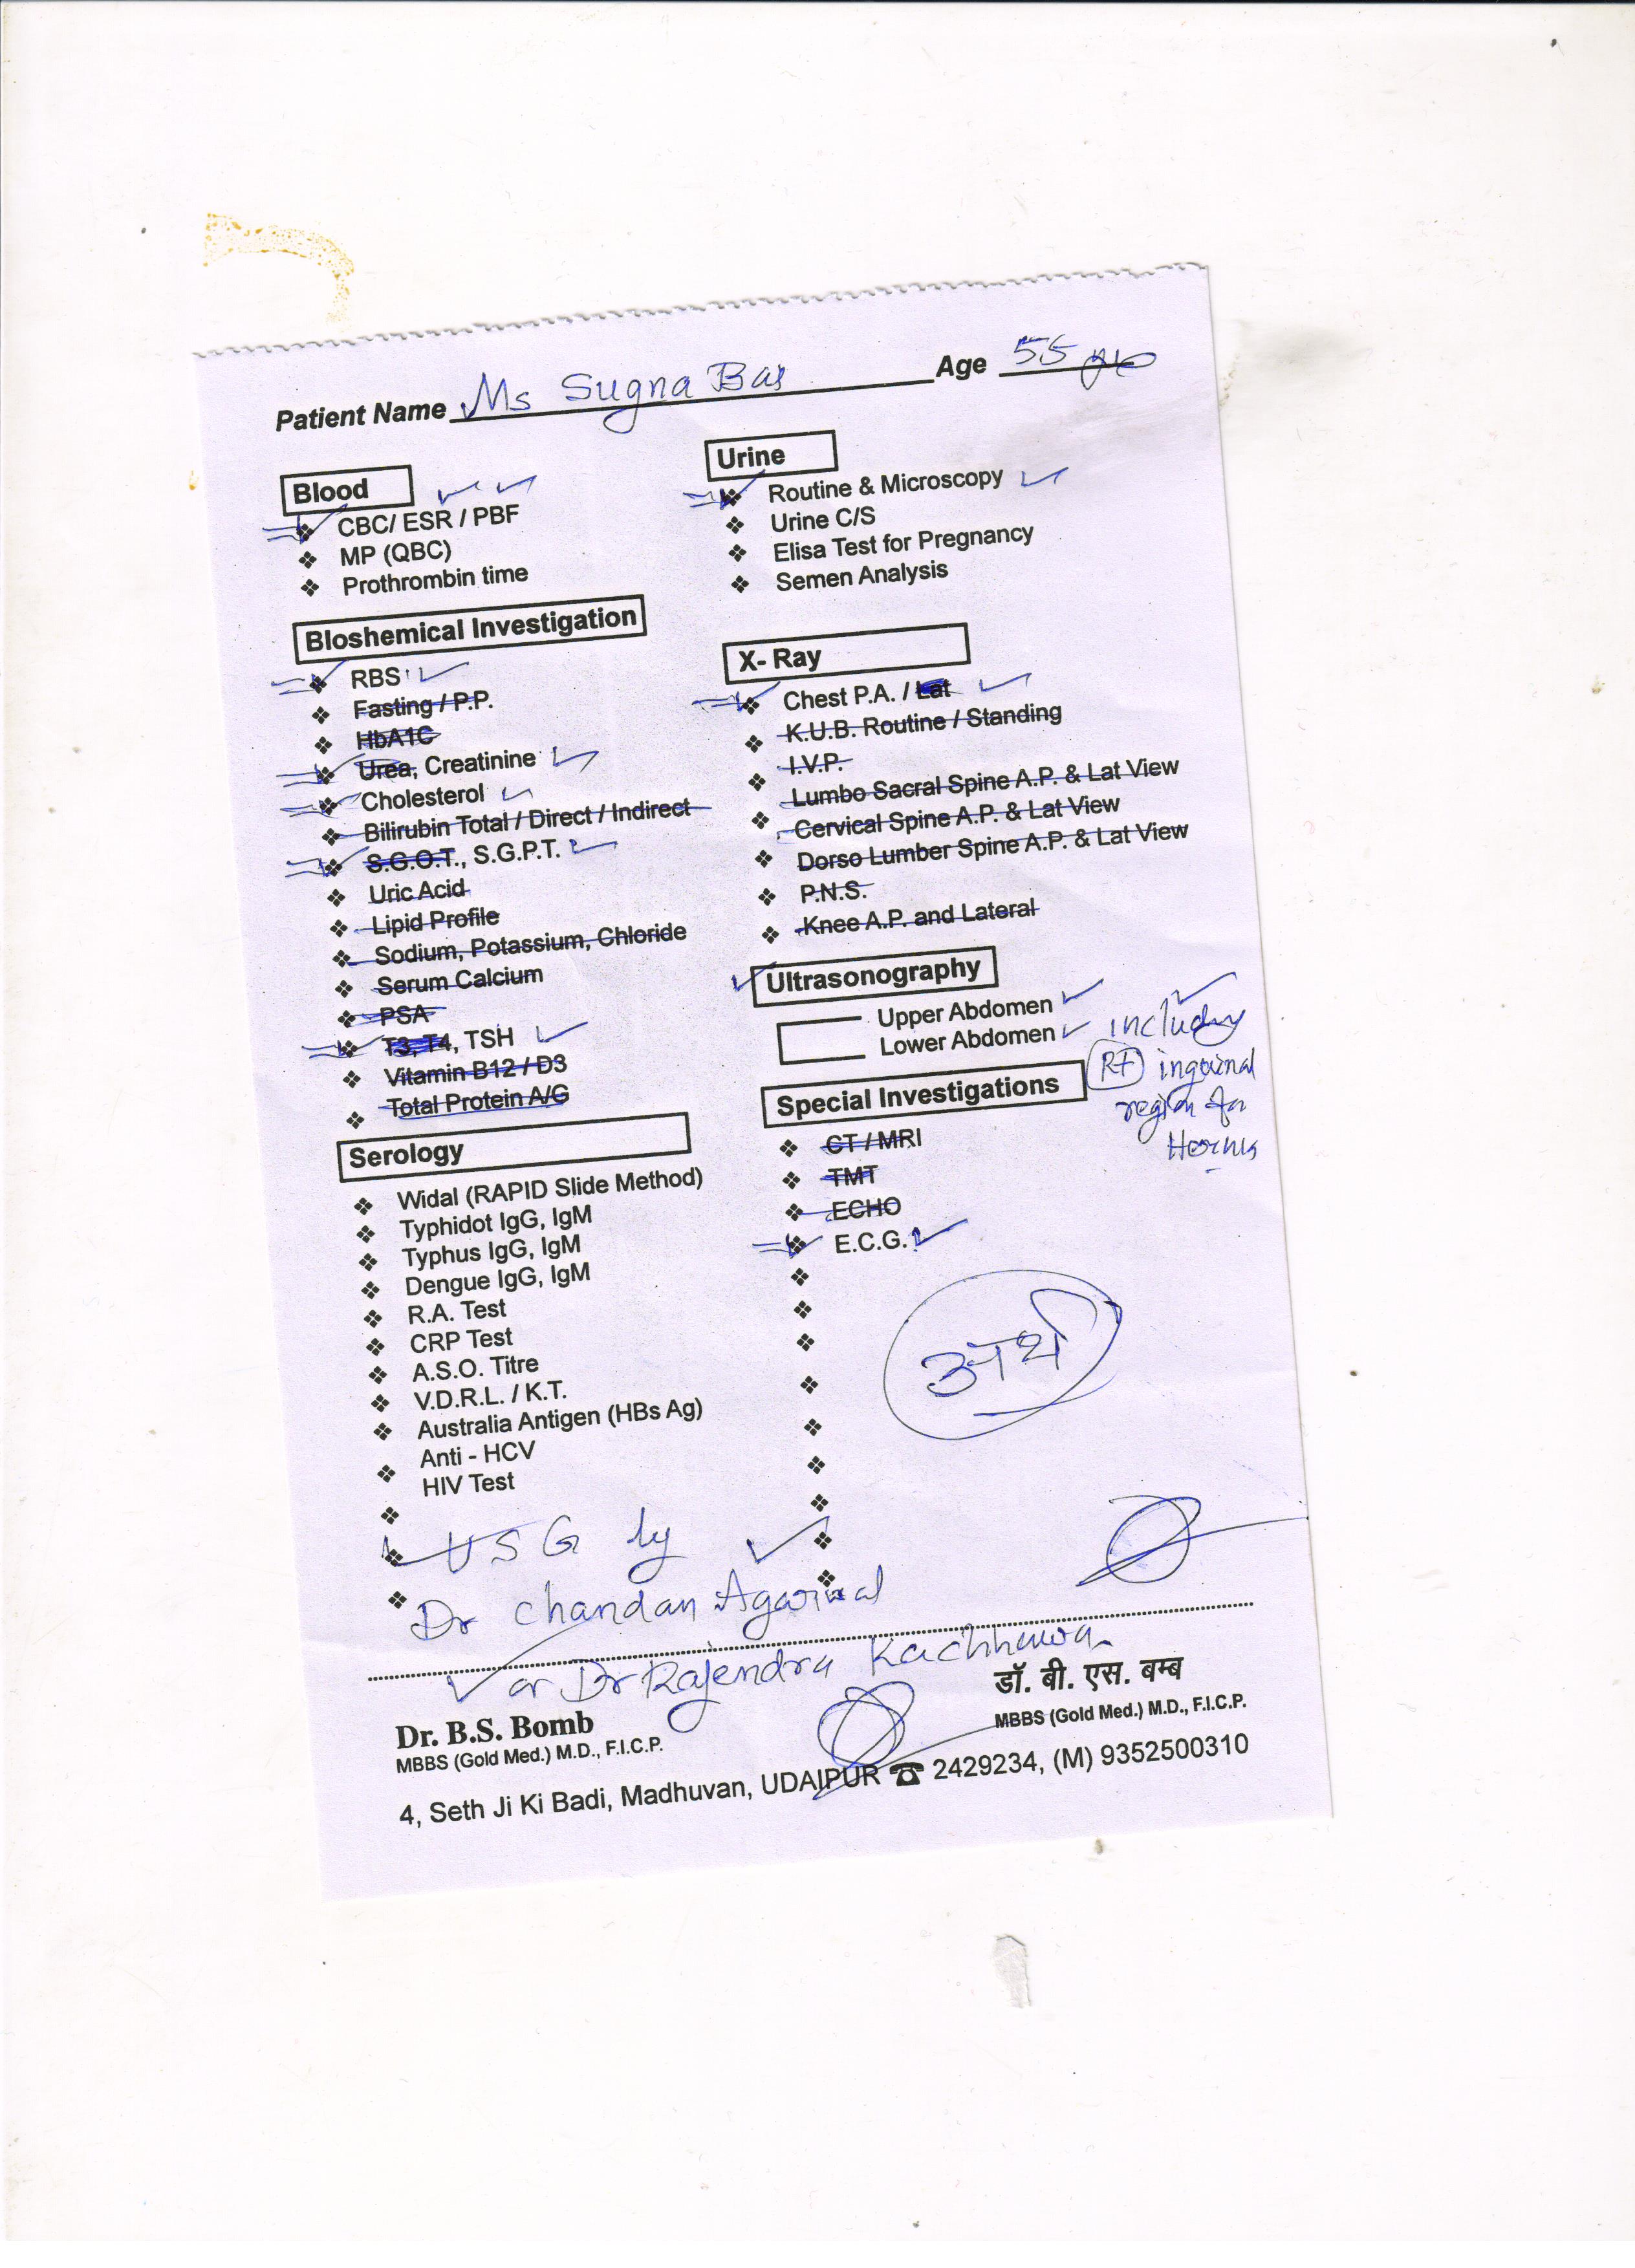 Patient Name Ms Sugna Bai Age 55
Blood
CBC/ ESR / PBF
MP (QBC)
Prothrombin time
Bloshemical Investigation
RBS
Fasting / P.P.
HbA1C
Urea, Creatinine
Cholesterol
Bilirubin Total / Direct / Indirect
S.G.O.T., S.G.P.T.
Uric Acid
Lipid Profile
Sodium, Potassium, Chloride
Serum Calcium
PSA
T3, T4, TSH
Vitamin B12 / D3
Total Protein A/G
Serology
Widal (RAPID Slide Method)
Typhidot IgG, IgM
Typhus IgG, IgM
Dengue IgG, IgM
R.A. Test
CRP Test
A.S.O. Titre
V.D.R.L. / K.T.
Australia Antigen (HBs Ag)
Anti - HCV
HIV Test
Urine
Routine & Microscopy
Urine C/S
Elisa Test for Pregnancy
Semen Analysis
X- Ray
Chest P.A. / Lat
K.U.B. Routine / Standing
I.V.P.
Lumbo Sacral Spine A.P. & Lat View
Cervical Spine A.P. & Lat View
Dorso Lumber Spine A.P. & Lat View
P.N.S.
Knee A.P. and Lateral
Ultrasonography
Upper Abdomen
Lower Abdomen
includy
Rt inguinal
region for
Hernia
Special Investigations
CT / MRI
TMT
ECHO
E.C.G.
अर्थ
USG by
Dr Chandan Agarwal
or Dr Rajendra Kachhawa
Dr. B.S. Bomb
MBBS (Gold Med.) M.D., F.I.C.P.
डॉ. बी. एस. बम्ब
MBBS (Gold Med.) M.D., F.I.C.P.
4, Seth Ji Ki Badi, Madhuvan, UDAIPUR ☎ 2429234, (M) 9352500310